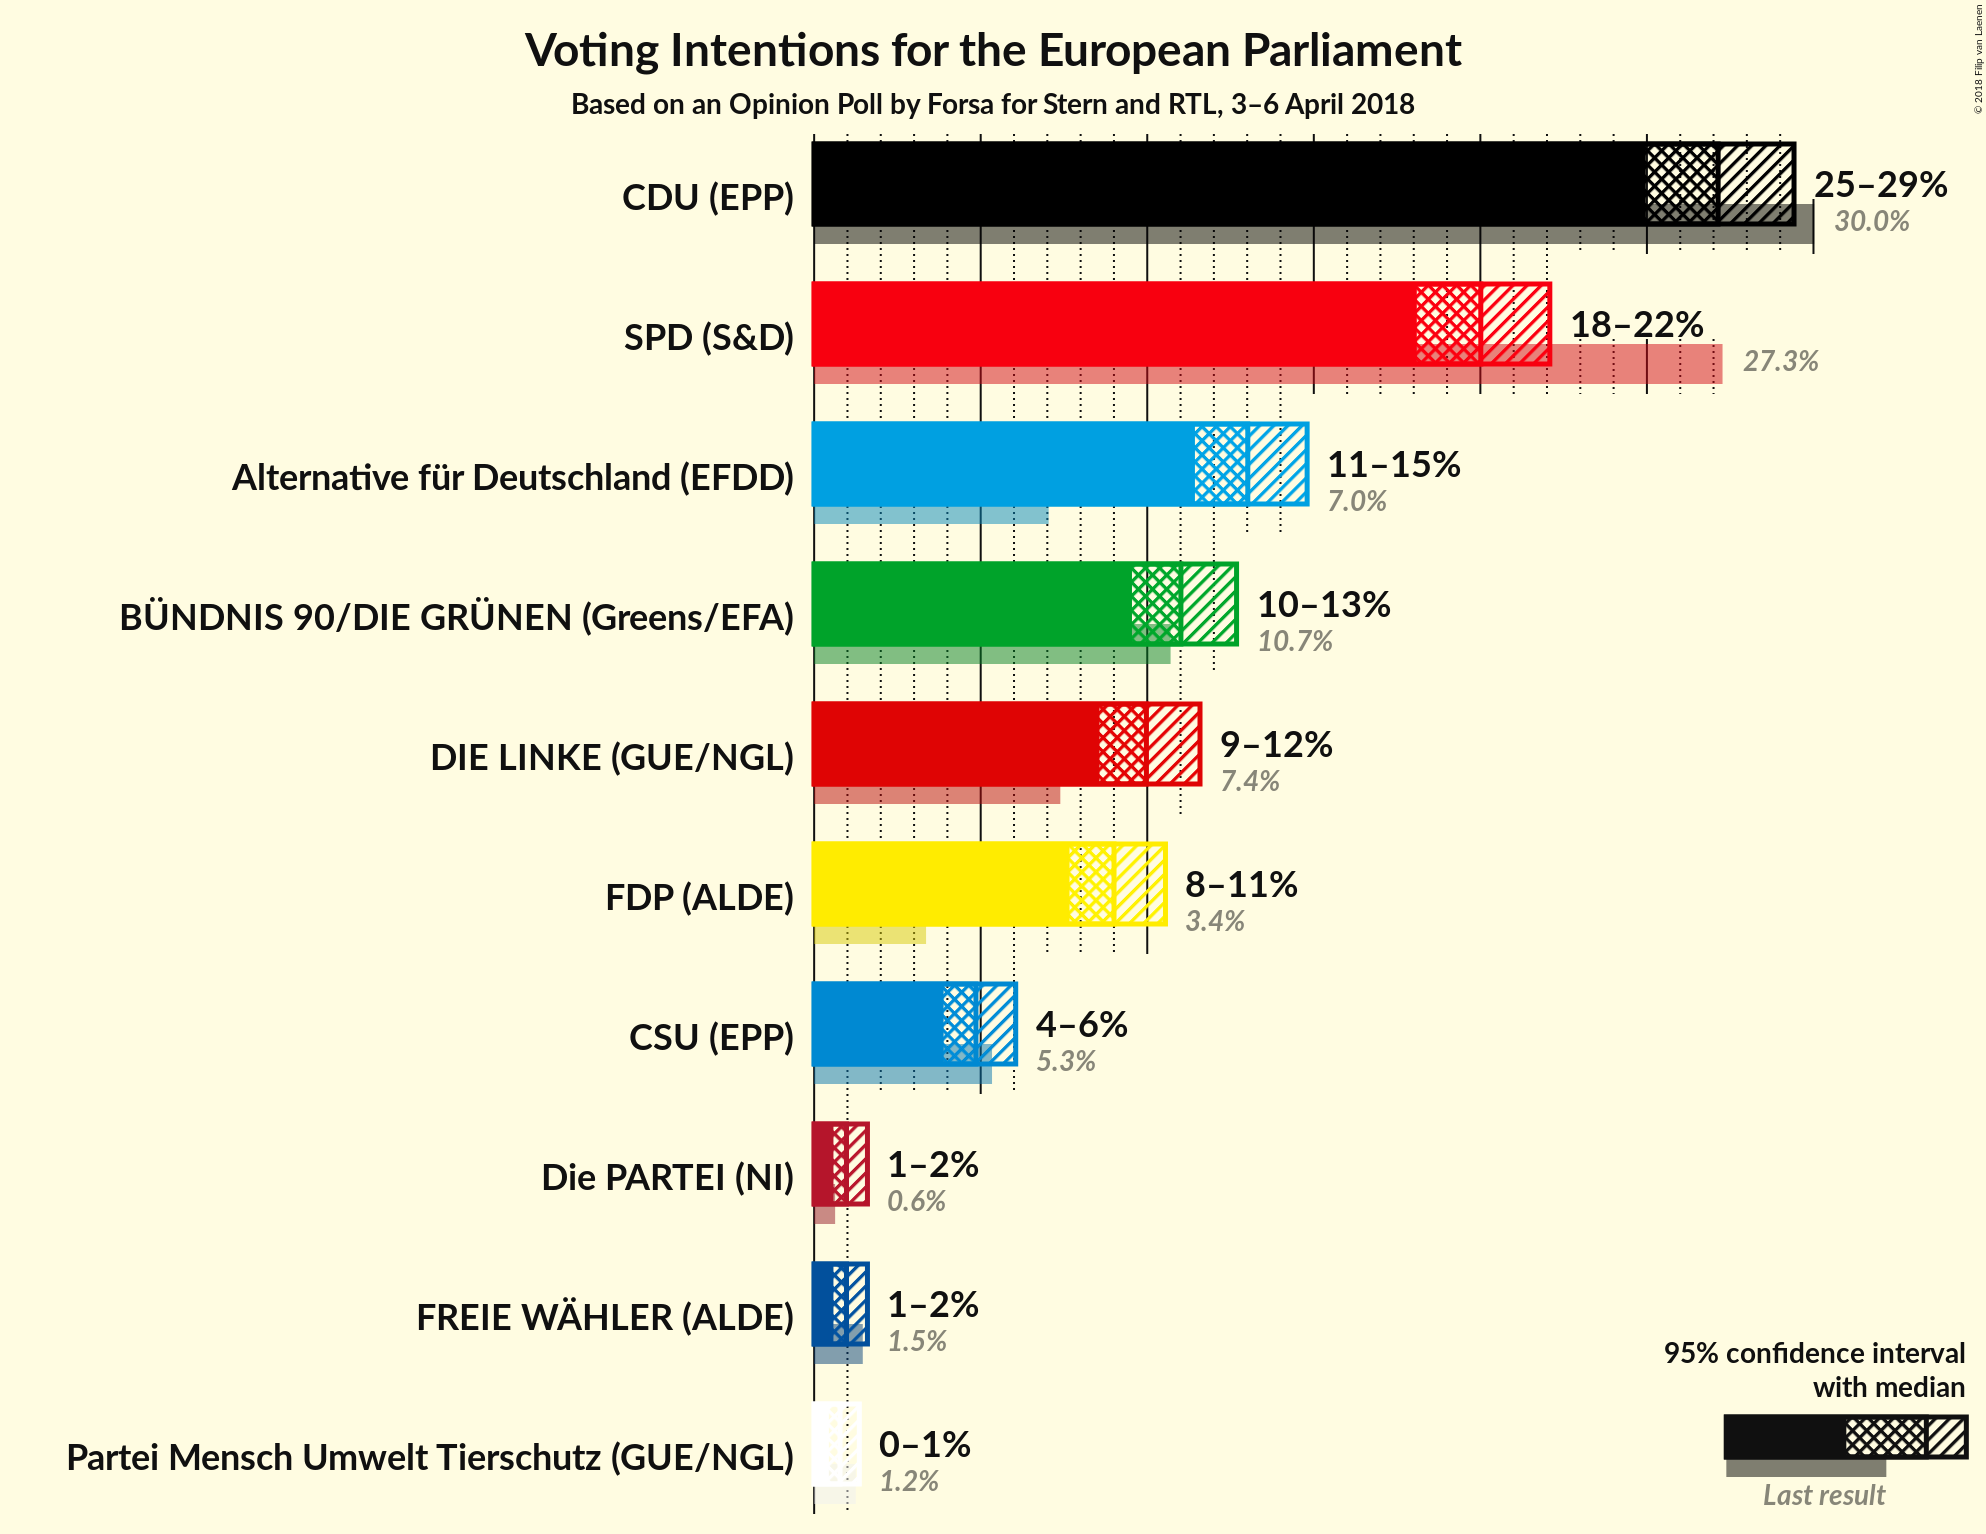 © 2018 Filip van Laenen
Voting Intentions for the European Parliament
Based on an Opinion Poll by Forsa for Stern and RTL, 3–6 April 2018
CDU (EPP)
25–29%
30.0%
SPD (S&D)
18–22%
27.3%
Alternative für Deutschland (EFDD)
11–15%
7.0%
BÜNDNIS 90/DIE GRÜNEN (Greens/EFA)
10–13%
10.7%
DIE LINKE (GUE/NGL)
9–12%
7.4%
FDP (ALDE)
8–11%
3.4%
CSU (EPP)
4–6%
5.3%
Die PARTEI (NI)
1–2%
0.6%
FREIE WÄHLER (ALDE)
1–2%
1.5%
Partei Mensch Umwelt Tierschutz (GUE/NGL)
0–1%
1.2%
95% confidence interval
with median
Last result